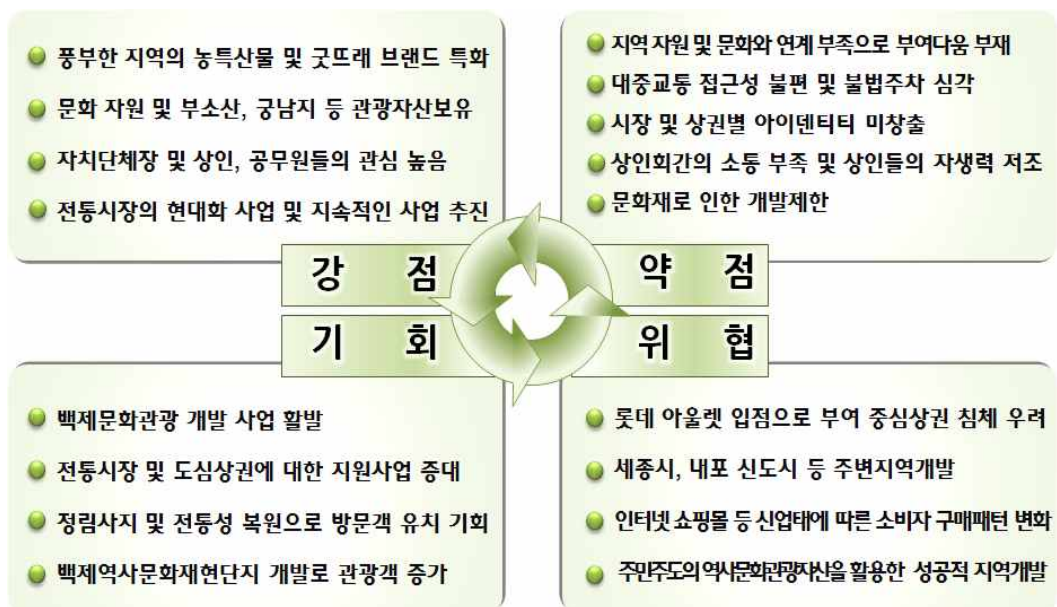 풍부한 지역의 농특산물 및 굿뜨래 브랜드 특화
문화 자원 및 부소산, 궁남지 등 관광자산보유
자치단체장 및 상인, 공무원들의 관심 높음
전통시장의 현대화 사업 및 지속적인 사업 추진
강 점
지역 자원 및 문화와 연계 부족으로 부여다움 부재
대중교통 접근성 불편 및 불법주차 심각
시장 및 상권별 아이덴티티 미창출
상인회간의 소통 부족 및 상인들의 자생력 저조
문화재로 인한 개발제한
약 점
기 회
백제문화관광 개발 사업 활발
전통시장 및 도심상권에 대한 지원사업 증대
정림사지 및 전통성 복원으로 방문객 유치 기회
백제역사문화재현단지 개발로 관광객 증가
위 협
롯데 아울렛 입점으로 부여 중심상권 침체 우려
세종시, 내포 신도시 등 주변지역개발
인터넷 쇼핑몰 등 신업태에 따른 소비자 구매패턴 변화
주민주도의 역사문화관광자산을 활용한 성공적 지역개발